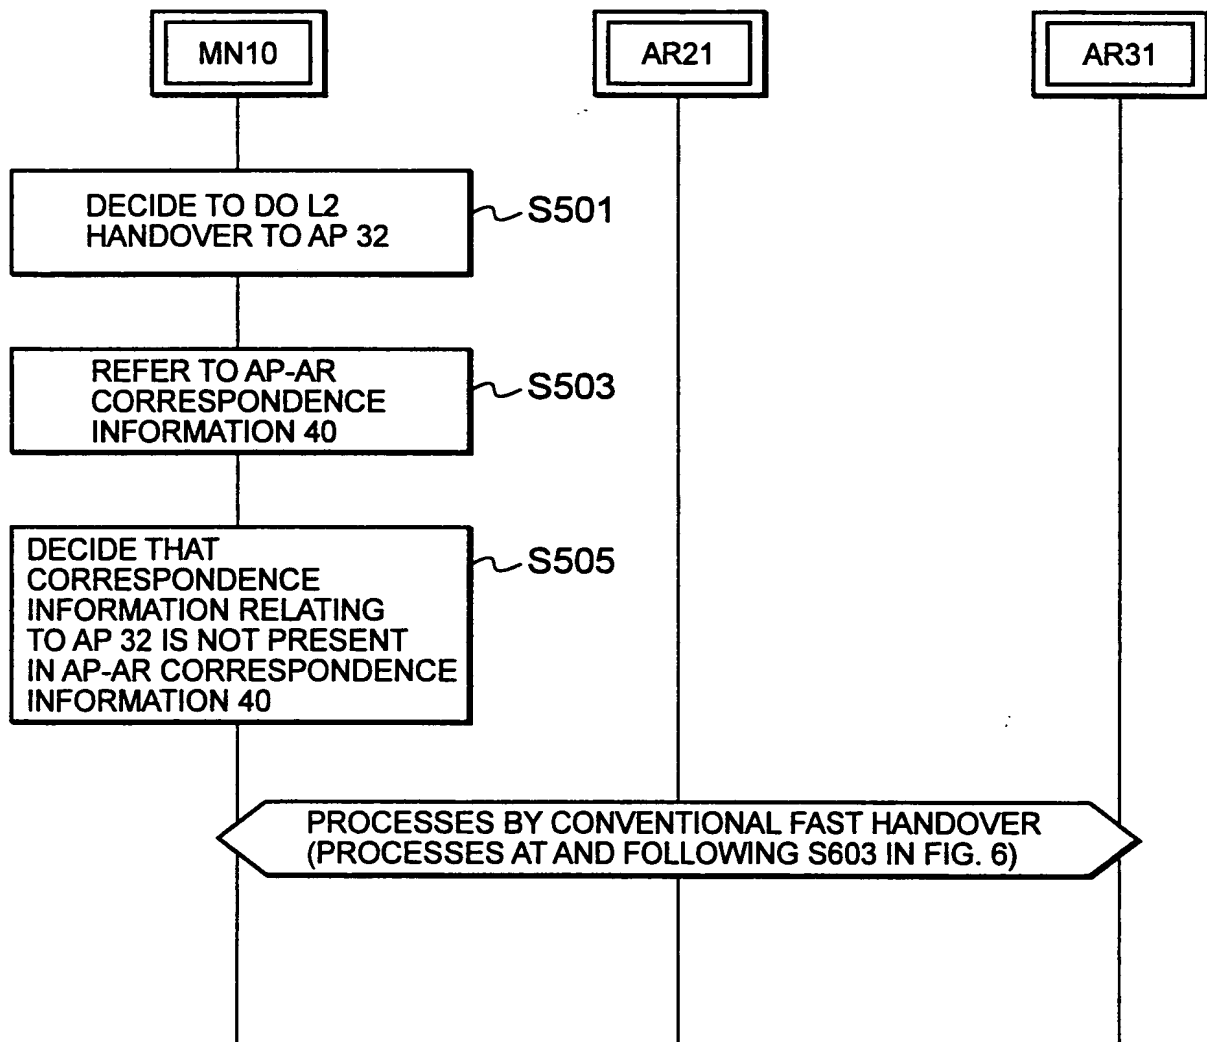 MN10
AR21
AR31
DECIDE TO DO L2
HANDOVER TO AP 32
S501
REFER TO AP-AR
CORRESPONDENCE
INFORMATION 40
S503
DECIDE THAT
CORRESPONDENCE
INFORMATION RELATING
TO AP 32 IS NOT PRESENT
IN AP-AR CORRESPONDENCE
INFORMATION 40
S505
PROCESSES BY CONVENTIONAL FAST HANDOVER
(PROCESSES AT AND FOLLOWING S603 IN FIG. 6)